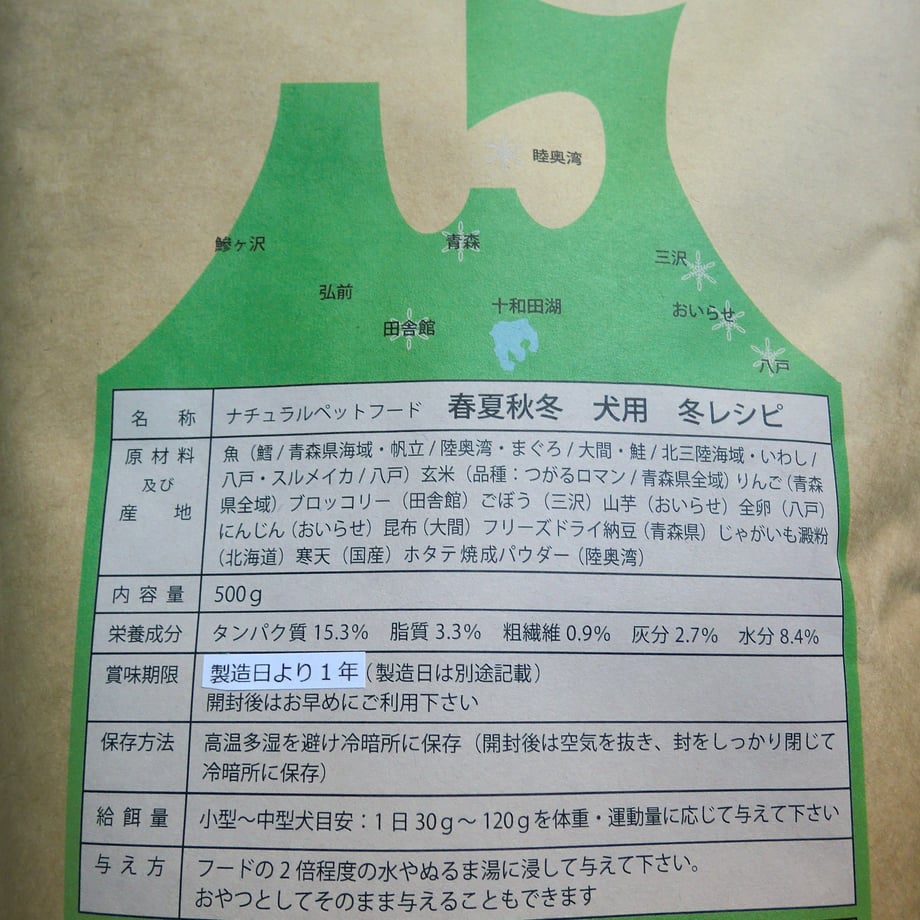 陸奥湾
鰺ヶ沢
青森
三沢
弘前
十和田湖
おいらせ
田舎館
八戸
名 称 ナチュラルペットフード 春夏秋冬 犬用 冬レシピ
原材料及び産地
魚（鱈/青森県海域・帆立/陸奥湾・まぐろ/大間・鮭/北三陸海域・いわし/
八戸・スルメイカ/八戸）玄米（品種：つがるロマン/青森県全域）りんご（青森
県全域）ブロッコリー（田舎館）ごぼう（三沢）山芋（おいらせ）全卵（八戸）
にんじん（おいらせ）昆布（大間）フリーズドライ納豆（青森県）じゃがいも澱粉
（北海道）寒天（国産）ホタテ焼成パウダー（陸奥湾）
内容量 500g
栄養成分 タンパク質15.3% 脂質3.3% 粗繊維0.9% 灰分2.7% 水分8.4%
賞味期限 製造日より1年（製造日は別途記載）
開封後はお早めにご利用下さい
保存方法 高温多湿を避け冷暗所に保存（開封後は空気を抜き、封をしっかり閉じて
冷暗所に保存）
給餌量 小型～中型犬目安：1日30g～120gを体重・運動量に応じて与えて下さい
与え方 フードの2倍程度の水やぬるま湯に浸して与えて下さい。
おやつとしてそのまま与えることもできます